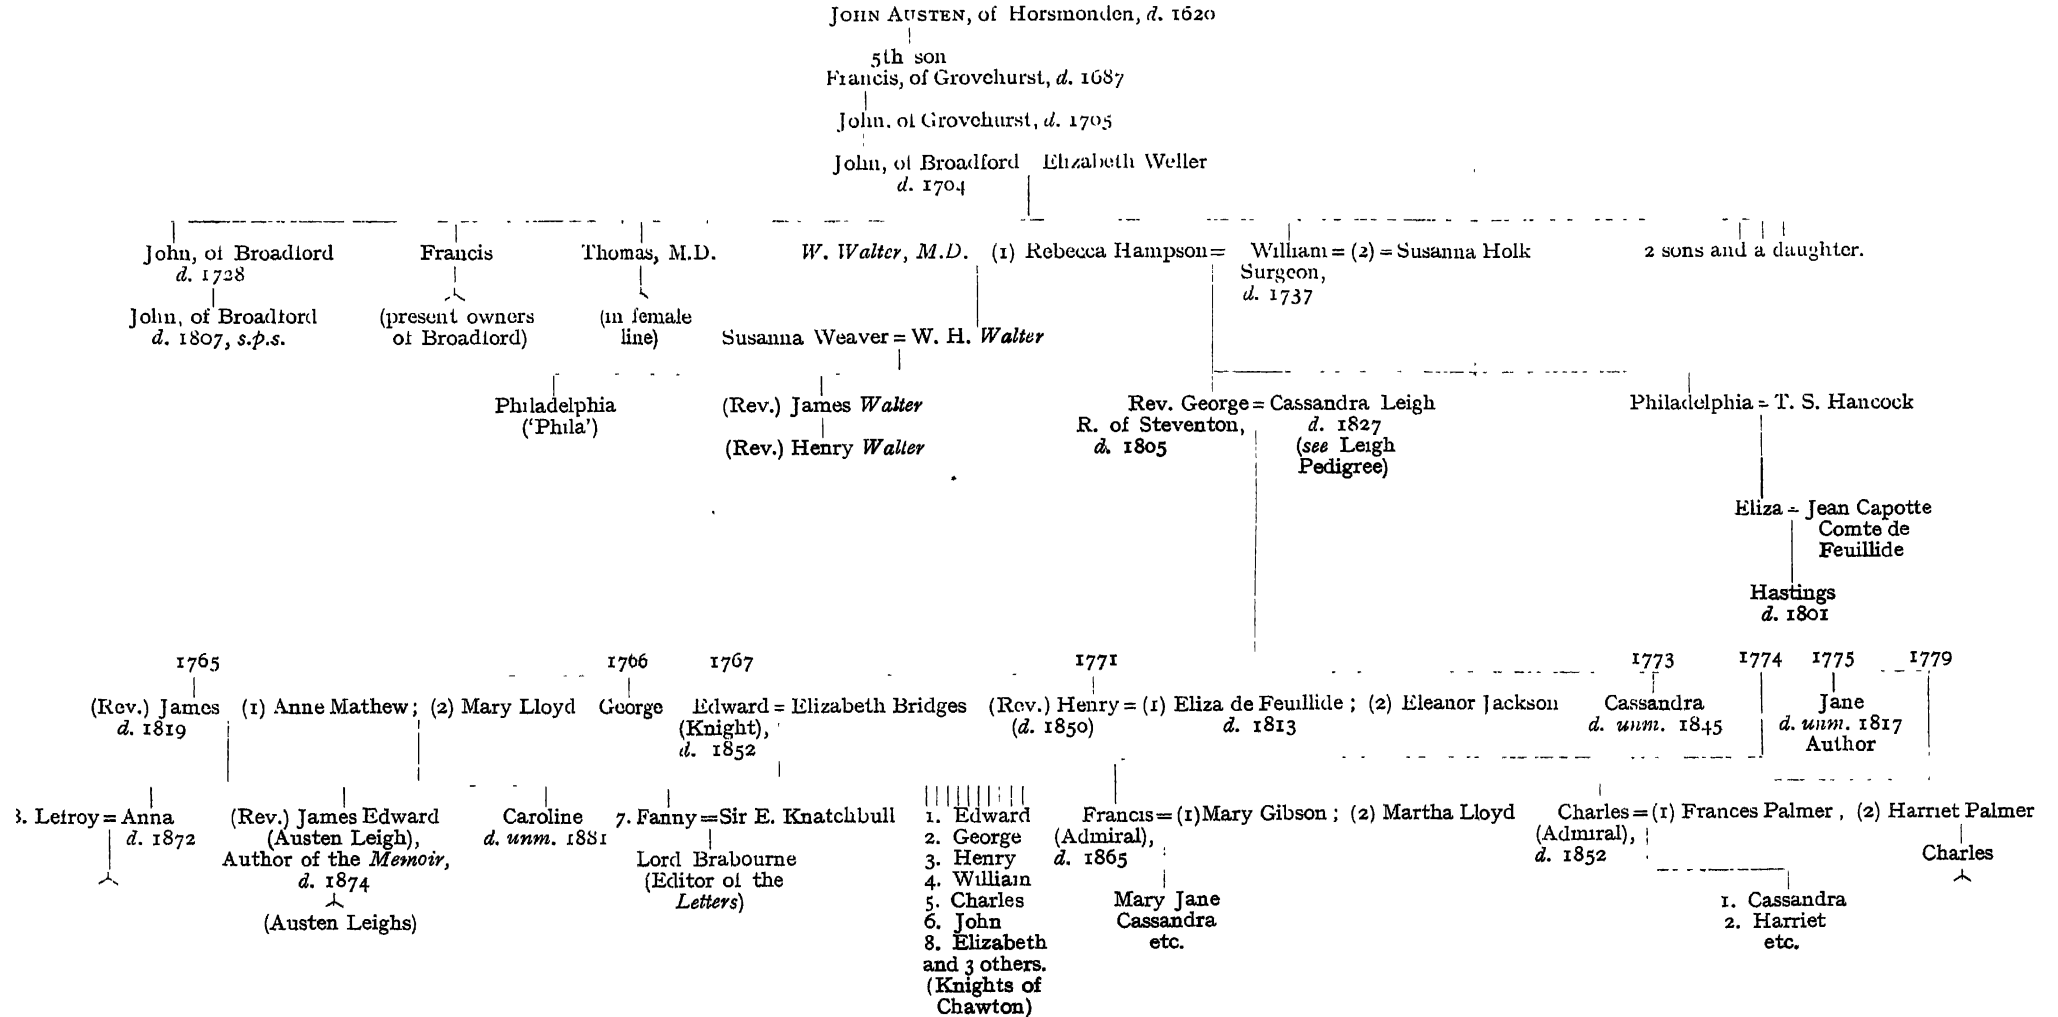 JOHN AUSTEN, of Horsmonden, d. 1620
5th son
Francis, of Grovehurst, d. 1687
John, of Grovehurst, d. 1705
John, of Broadford Elizabeth Weller
d. 1704
John, of Broadford Francis Thomas, M.D. W. Walter, M.D. (1) Rebecca Hampson= William=(2)=Susanna Holk 2 sons and a daughter.
d. 1728 Surgeon,
d. 1737
John, of Broadford (present owners (in female
d. 1807, s.p.s. of Broadford) line) Susanna Weaver=W. H. Walter
Philadelphia (Rev.) James Walter Rev. George=Cassandra Leigh Philadelphia=T. S. Hancock
('Phila') R. of Steventon, d. 1827
(Rev.) Henry Walter d. 1805 (see Leigh
Pedigree)
Eliza = Jean Capotte
Comte de
Feuillide
Hastings
d. 1801
1765 1766 1767 1771 1773 1774 1775 1779
(Rev.) James (1) Anne Mathew; (2) Mary Lloyd George Edward=Elizabeth Bridges (Rev.) Henry=(1) Eliza de Feuillide; (2) Eleanor Jackson Cassandra Jane
d. 1819 (Knight), (d. 1850) d. 1813 d. unm. 1845 d. unm. 1817
d. 1852 Author
. Lefroy=Anna (Rev.) James Edward Caroline 7. Fanny=Sir E. Knatchbull 1. Edward Francis=(1)Mary Gibson; (2) Martha Lloyd Charles=(1) Frances Palmer, (2) Harriet Palmer
d. 1872 (Austen Leigh), d. unm. 1881 2. George (Admiral), (Admiral),
Author of the Memoir, Lord Brabourne 3. Henry d. 1865 d. 1852 Charles
d. 1874 (Editor of the 4. William
Letters) 5. Charles Mary Jane 1. Cassandra
(Austen Leighs) 6. John Cassandra 2. Harriet
8. Elizabeth etc. etc.
and 3 others.
(Knights of
Chawton)